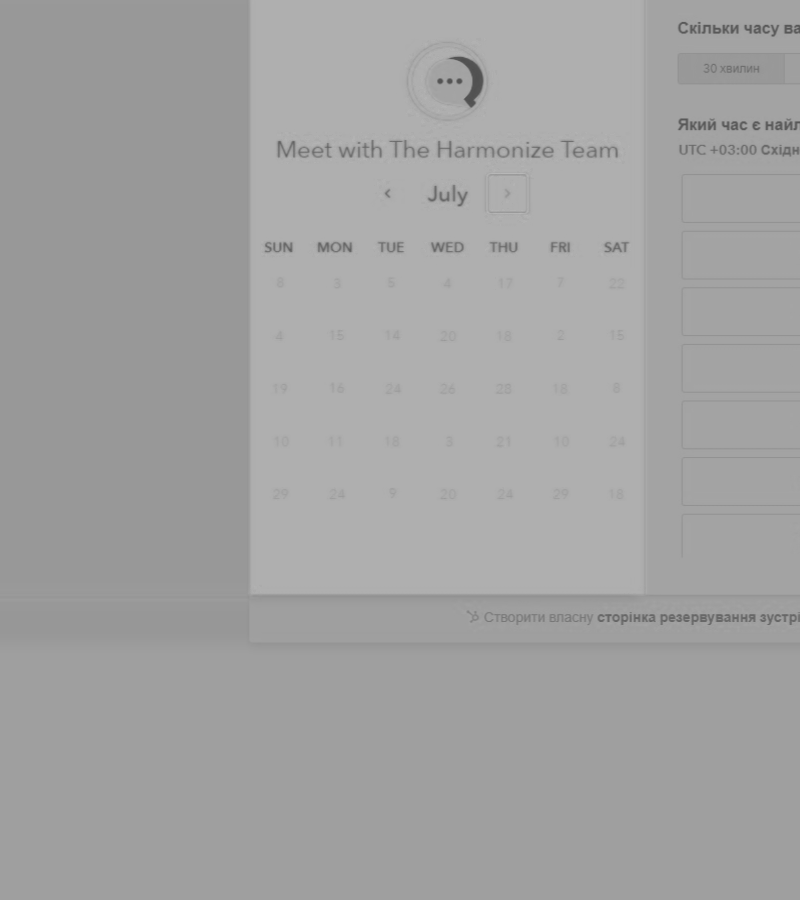 Meet with The Harmonize Team
July
SUN MON TUE WED THU FRI SAT
8 3 5 4 17 7 22
4 15 14 20 18 2 15
19 16 24 26 28 18 8
10 11 18 3 21 10 24
29 24 9 20 24 29 18
Скільки часу ва
30 хвилин
Який час є найл
UTC +03:00 Східн
Створити власну сторінка резервування зустрі